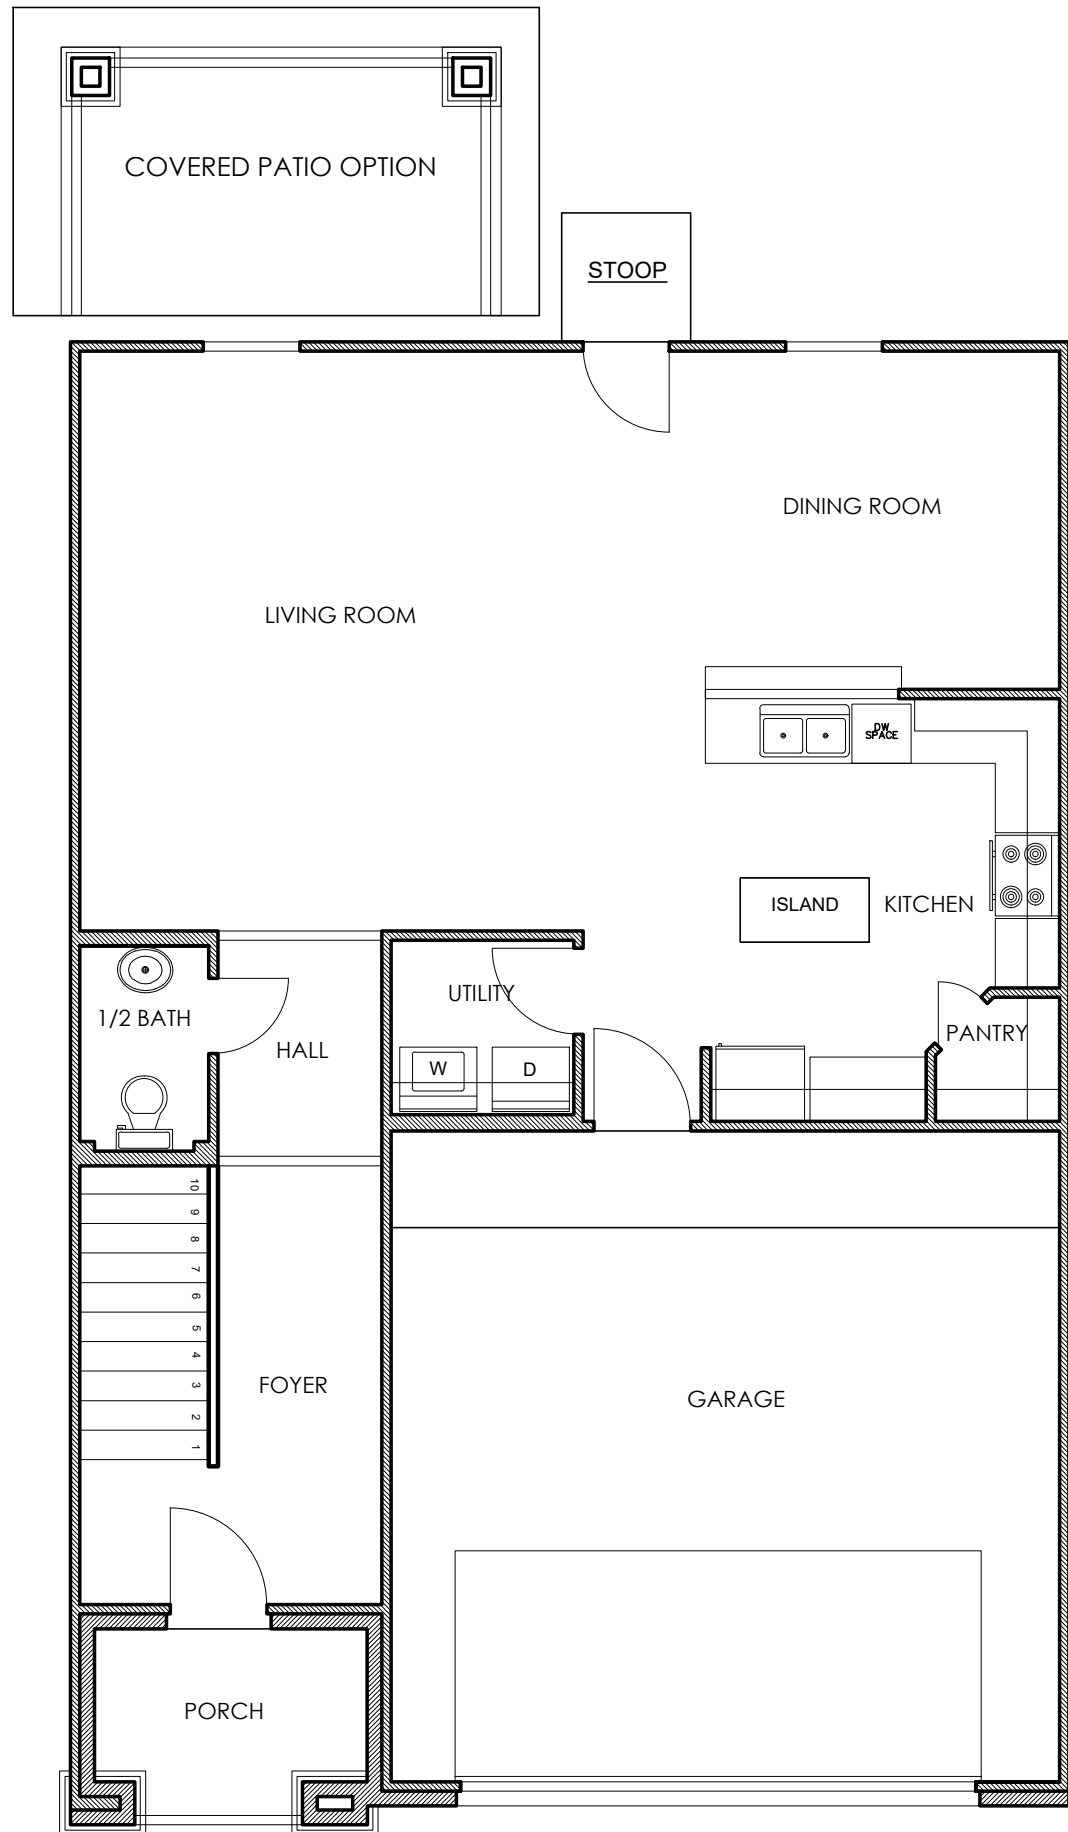 COVERED PATIO OPTION
STOOP
DINING ROOM
LIVING ROOM
DW
SPACE
ISLAND
KITCHEN
UTILITY
1/2 BATH
HALL
PANTRY
W
D
10
9
8
7
6
5
4
3
2
1
FOYER
GARAGE
PORCH